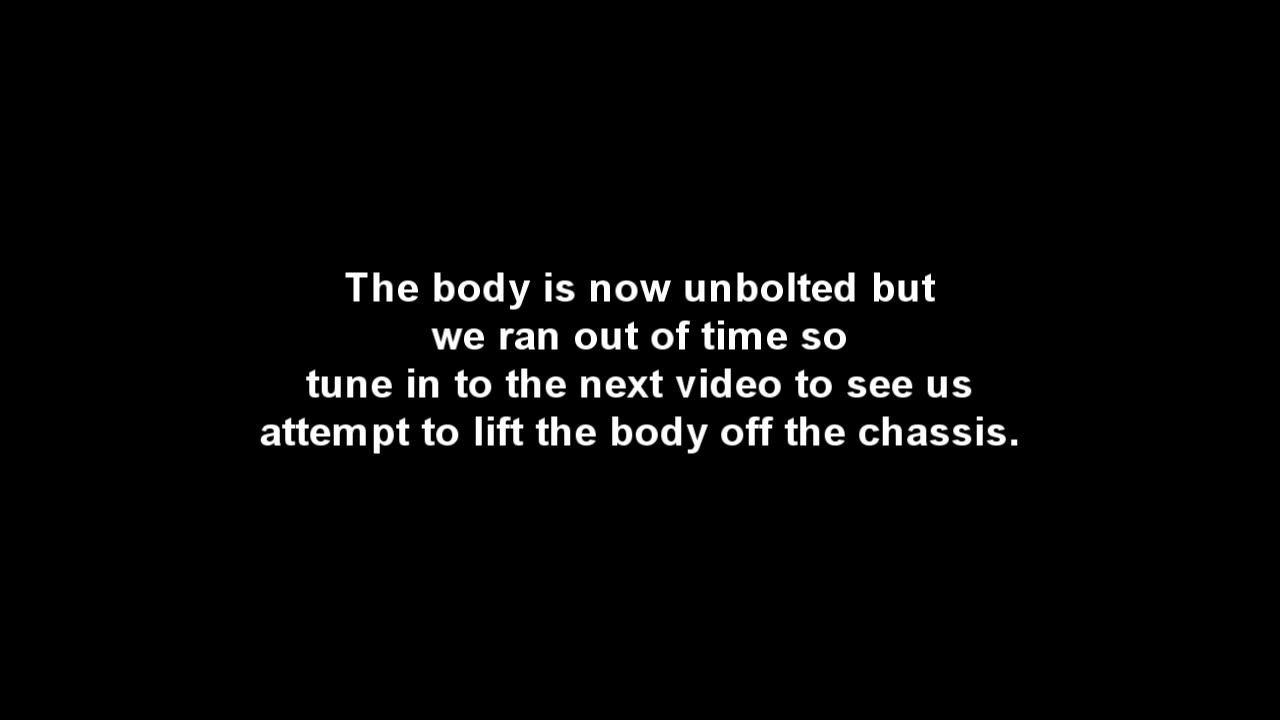 The body is now unbolted but
we ran out of time so
tune in to the next video to see us
attempt to lift the body off the chassis.